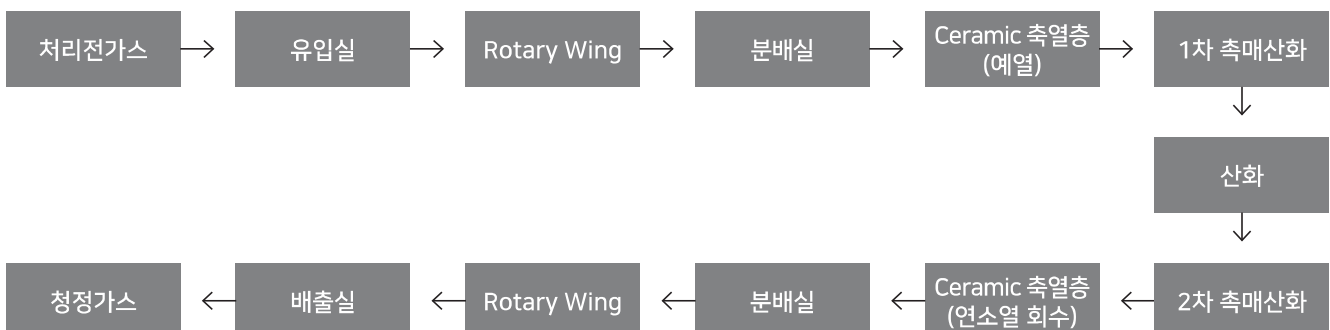 처리전가스
유입실
Rotary Wing
분배실
Ceramic 축열층
(예열)
1차 촉매산화
산화
2차 촉매산화
Ceramic 축열층
(연소열 회수)
분배실
Rotary Wing
배출실
청정가스